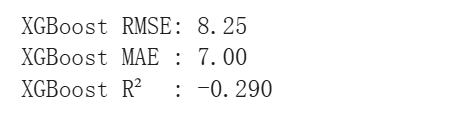 XGBoost RMSE: 8.25
XGBoost MAE : 7.00
XGBoost R²  : -0.290